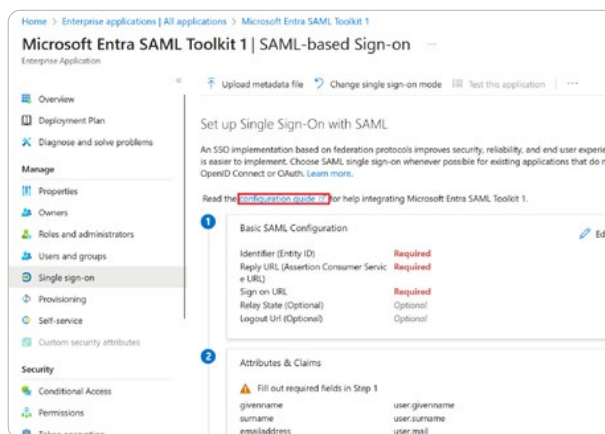 Home > Enterprise applications | All applications > Microsoft Entra SAML Toolkit 1
Microsoft Entra SAML Toolkit 1 | SAML-based Sign-on ...
Enterprise Application
«
Upload metadata file
Change single sign-on mode
Test this application
...
Overview
Deployment Plan
Diagnose and solve problems
Manage
Properties
Owners
Roles and administrators
Users and groups
Single sign-on
Provisioning
Self-service
Custom security attributes
Security
Conditional Access
Permissions
Token encryption
Set up Single Sign-On with SAML
An SSO implementation based on federation protocols improves security, reliability, and end user experie
is easier to implement. Choose SAML single sign-on whenever possible for existing applications that do n
OpenID Connect or OAuth. Learn more.
Read the configuration guide for help integrating Microsoft Entra SAML Toolkit 1.
1
Basic SAML Configuration
Ed
Identifier (Entity ID) Required
Reply URL (Assertion Consumer Servic Required
e URL)
Sign on URL Required
Relay State (Optional) Optional
Logout Url (Optional) Optional
2
Attributes & Claims
Fill out required fields in Step 1
givenname user.givenname
surname user.surname
emailaddress user.mail